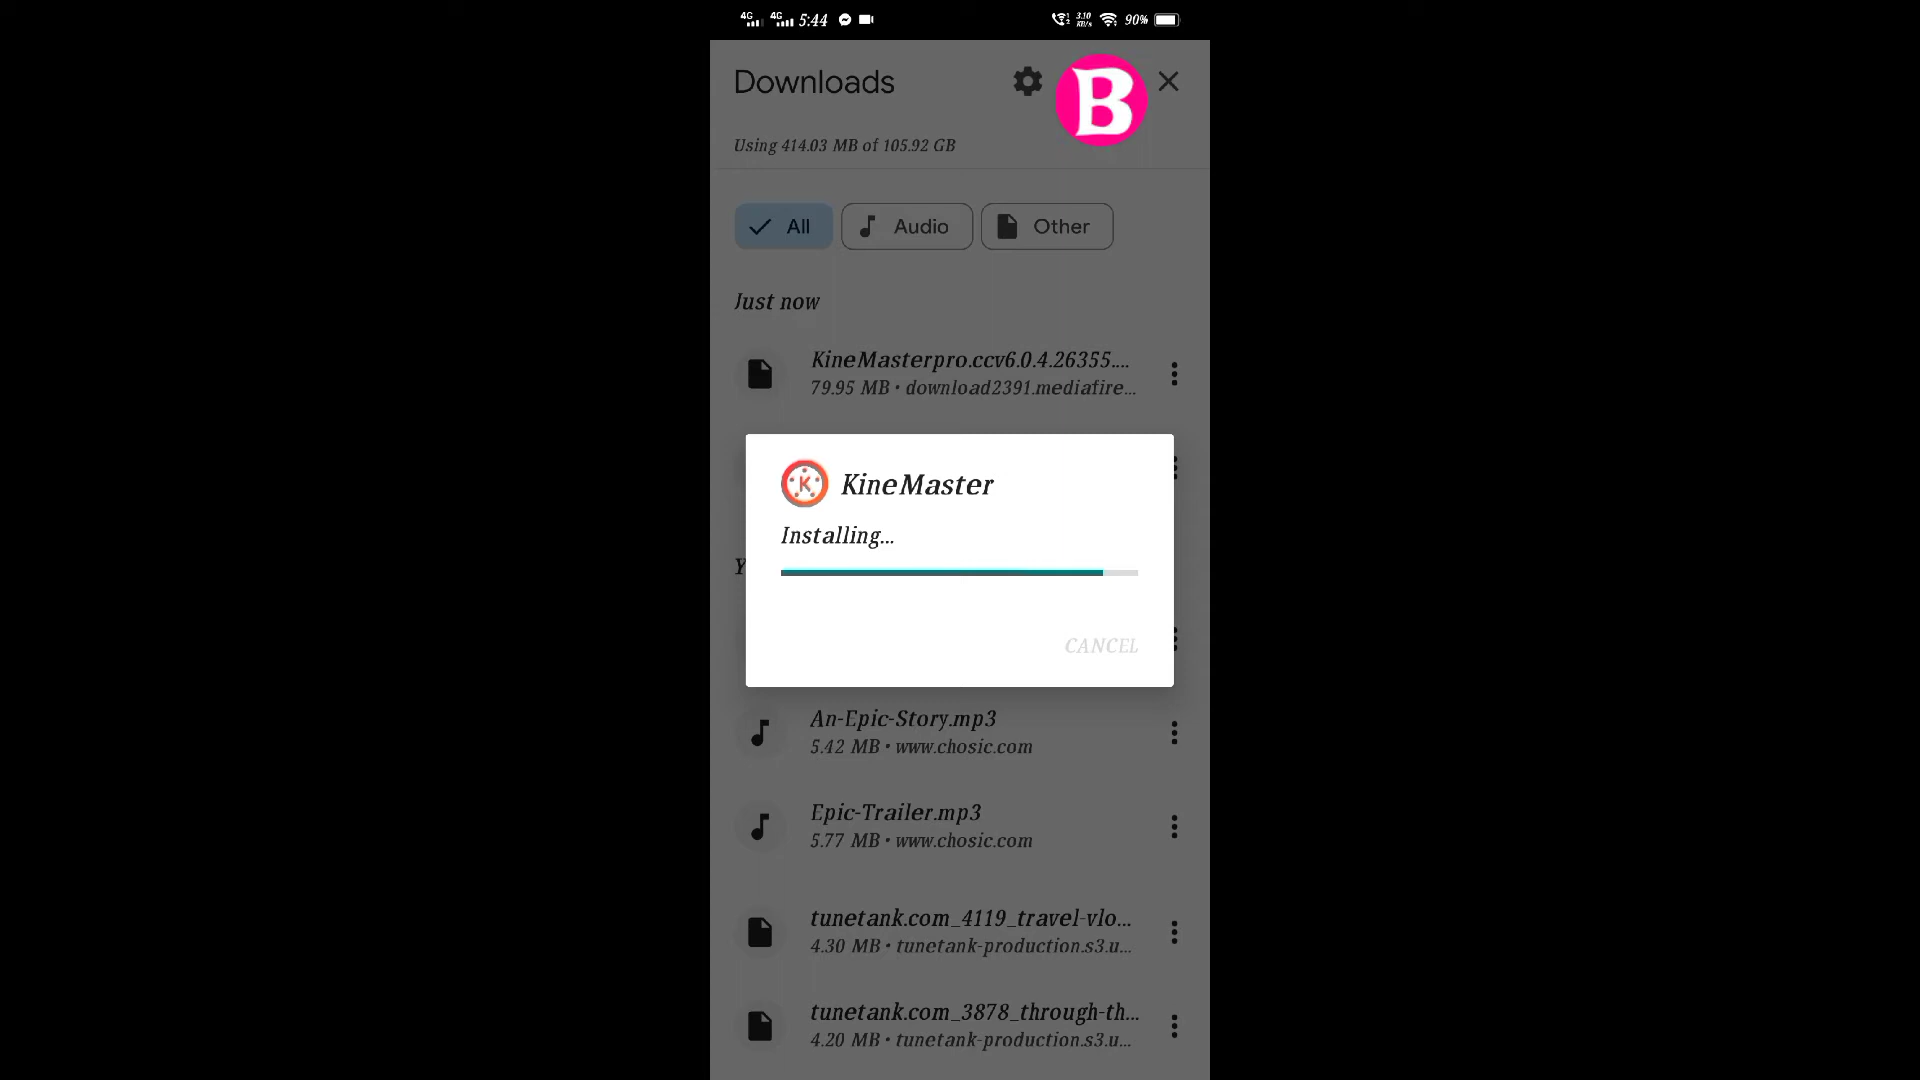 4G 4G 5:44 3.10 KB/s 90%
Downloads
B
Using 414.03 MB of 105.92 GB
All Audio Other
Just now
KineMasterpro.ccv6.0.4.26355....
79.95 MB • download2391.mediafire...
K KineMaster
Installing...
Y
CANCEL
An-Epic-Story.mp3
5.42 MB • www.chosic.com
Epic-Trailer.mp3
5.77 MB • www.chosic.com
tunetank.com_4119_travel-vlo...
4.30 MB • tunetank-production.s3.u...
tunetank.com_3878_through-th...
4.20 MB • tunetank-production.s3.u...